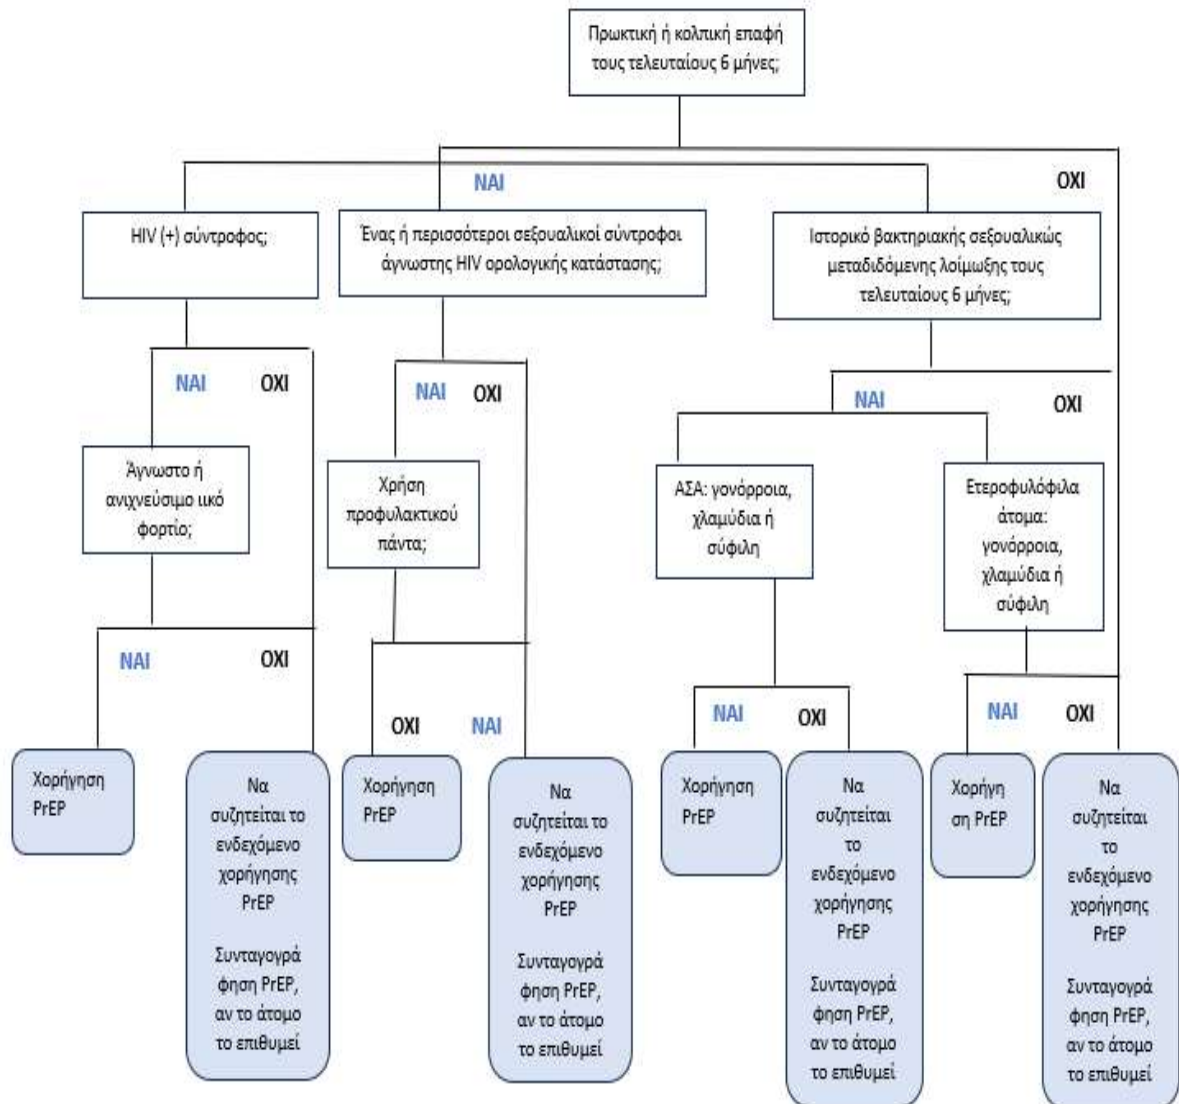 Πρωκτική ή κολπική επαφή
τους τελευταίους 6 μήνες;
ΝΑΙ
ΟΧΙ
HIV (+) σύντροφος;
Ένας ή περισσότεροι σεξουαλικοί σύντροφοι
άγνωστης HIV ορολογικής κατάστασης;
Ιστορικό βακτηριακής σεξουαλικώς
μεταδιδόμενης λοίμωξης τους
τελευταίους 6 μήνες;
ΝΑΙ
ΟΧΙ
ΝΑΙ
ΟΧΙ
ΝΑΙ
ΟΧΙ
Άγνωστο ή
ανιχνεύσιμο ιικό
φορτίο;
Χρήση
προφυλακτικού
πάντα;
ΑΣΑ: γονόρροια,
χλαμύδια ή
σύφιλη
Ετεροφυλόφιλα
άτομα:
γονόρροια,
χλαμύδια ή
σύφιλη
ΝΑΙ
ΟΧΙ
ΟΧΙ
ΝΑΙ
ΝΑΙ
ΟΧΙ
ΝΑΙ
ΟΧΙ
Χορήγηση
PrEP
Να
συζητείται το
ενδεχόμενο
χορήγησης
PrEP
Συνταγογρά
φηση PrEP,
αν το άτομο
το επιθυμεί
Χορήγηση
PrEP
Να
συζητείται το
ενδεχόμενο
χορήγησης
PrEP
Συνταγογρά
φηση PrEP,
αν το άτομο
το επιθυμεί
Χορήγηση
PrEP
Να
συζητείται
το
ενδεχόμενο
χορήγησης
PrEP
Συνταγογρά
φηση PrEP,
αν το άτομο
το επιθυμεί
Χορήγη
ση PrEP
Να
συζητείται
το
ενδεχόμενο
χορήγησης
PrEP
Συνταγογρά
φηση PrEP,
αν το άτομο
το επιθυμεί